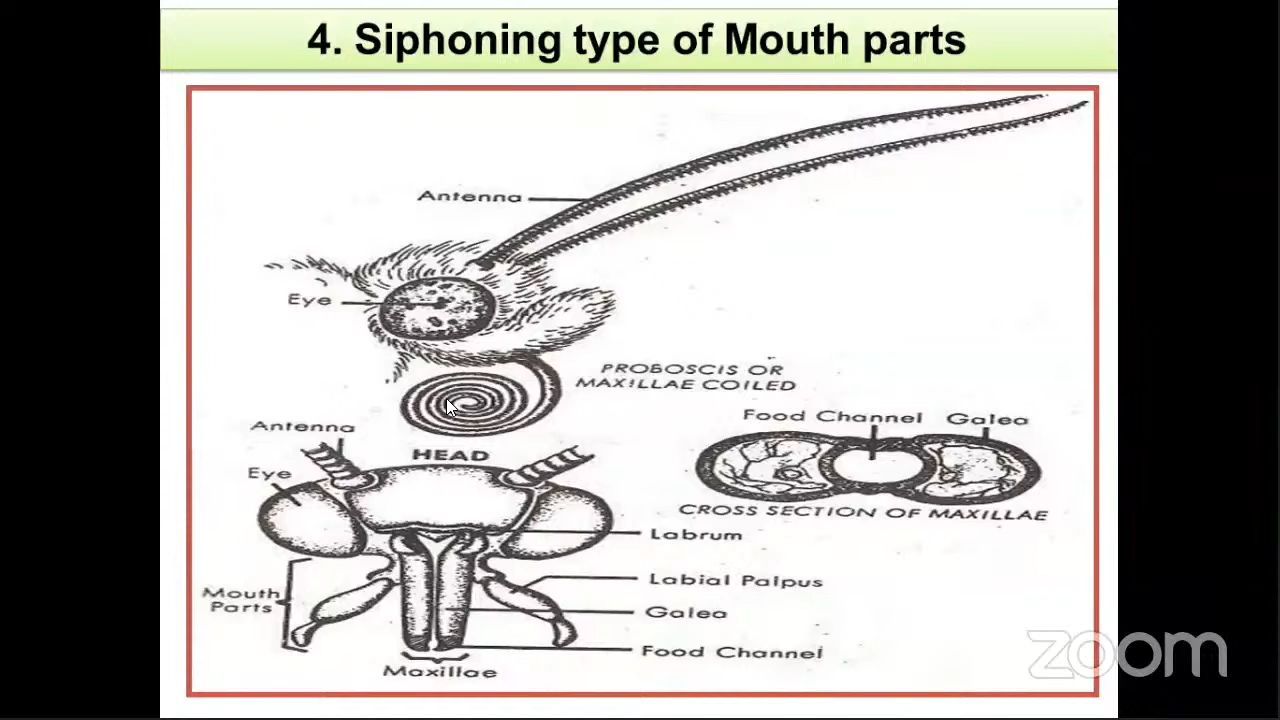 4. Siphoning type of Mouth parts
Antenna
Eye
PROBOSCIS OR
MAXILLAE COILED
Antenna
HEAD
Food Channel
Galea
Eye
CROSS SECTION OF MAXILLAE
Labrum
Labial Palpus
Mouth
Parts
Galea
Food Channel
Maxillae
zoom